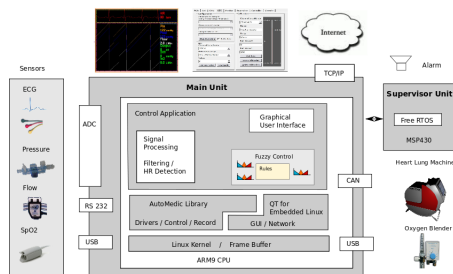 Internet
TCP/IP
Sensors
ECG
Pressure
Flow
SpO2
Main Unit
ADC
RS 232
USB
Control Application
Signal
Processing
Filtering /
HR Detection
Graphical
User Interface
Fuzzy Control
Rules
AutoMedic Library
Drivers / Control / Record
QT for
Embedded Linux
GUI / Network
Linux Kernel / Frame Buffer
ARM9 CPU
CAN
USB
Alarm
Supervisor Unit
Free RTOS
MSP430
Heart Lung Machine
Oxygen Blender